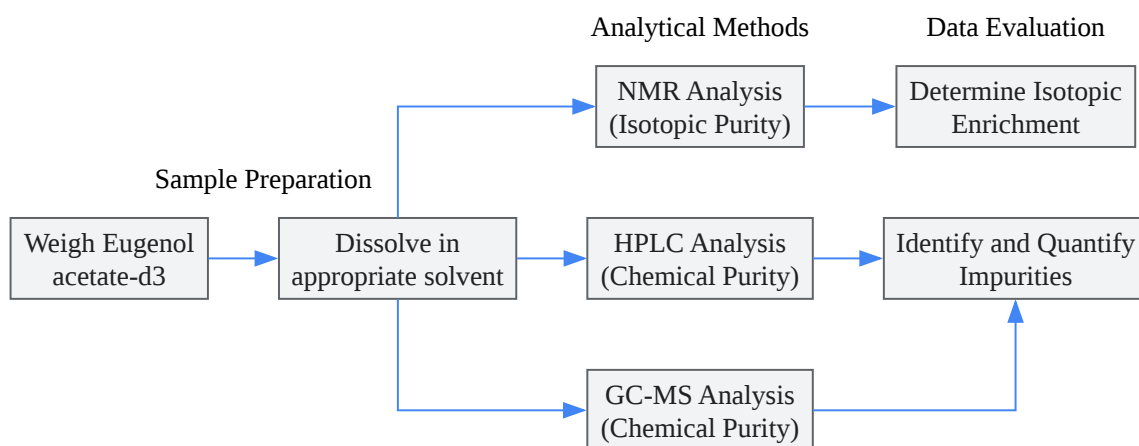 Analytical Methods
Data Evaluation
NMR Analysis
(Isotopic Purity)
Determine Isotopic
Enrichment
Sample Preparation
Weigh Eugenol
acetate-d3
Dissolve in
appropriate solvent
HPLC Analysis
(Chemical Purity)
Identify and Quantify
Impurities
GC-MS Analysis
(Chemical Purity)